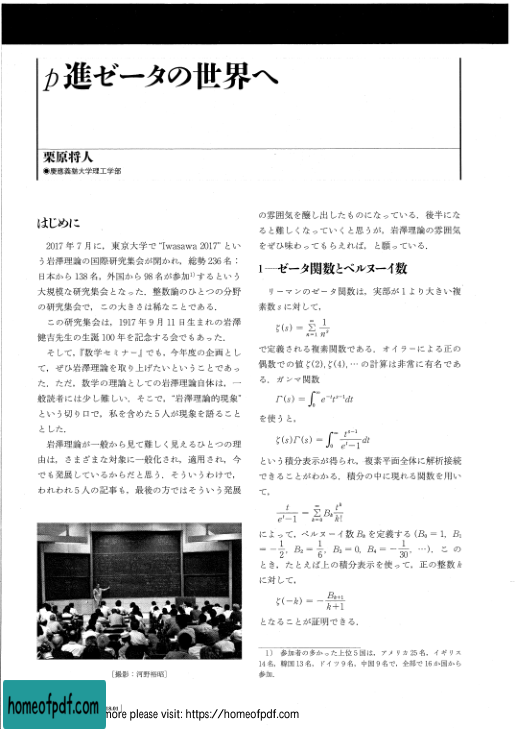 p進ゼータの世界へ
栗原将人
●慶應義塾大学理工学部
はじめに
2017年7月に，東京大学で“Iwasawa 2017”とい
う岩澤理論の国際研究集会が開かれ，総勢236名：
日本から138名，外国から98名が参加1)するという
大規模な研究集会となった．整数論のひとつの分野
の研究集会で，この大きさは稀なことである．
この研究集会は，1917年9月11日生まれの岩澤
健吉先生の生誕100年を記念する会でもあった．
そして，『数学セミナー』でも，今年度の企画とし
て，ぜひ岩澤理論を取り上げたいということであっ
た．ただ，数学の理論としての岩澤理論自体は，一
般読者には少し難しい．そこで，“岩澤理論的現象”
という切り口で，私を含めた5人が現象を語ること
とした．
岩澤理論が一般から見て難しく見えるひとつの理
由は，さまざまな対象に一般化され，適用され，今
でも発展しているからだと思う．そういうわけで，
われわれ5人の記事も，最後の方ではそういう発展
［撮影：河野裕昭］
の雰囲気を醸し出したものになっている．後半にな
ると難しくなっていくと思うが，岩澤理論の雰囲気
をぜひ味わってもらえれば，と願っている．
1―ゼータ関数とベルヌーイ数
リーマンのゼータ関数は，実部が1より大きい複
素数sに対して，
ζ(s) = ∑_{n=1}^{∞} 1/n^s
で定義される複素関数である．オイラーによる正の
偶数での値ζ(2), ζ(4), … の計算は非常に有名であ
る．ガンマ関数
Γ(s) = ∫_0^∞ e^{-t}t^{s-1}dt
を使うと，
ζ(s)Γ(s) = ∫_0^∞ t^{s-1}/(e^t-1) dt
という積分表示が得られ，複素平面全体に解析接続
できることがわかる．積分の中に現れる関数を用い
て，
t/(e^t-1) = ∑_{k=0}^{∞} B_k t^k/k!
によって，ベルヌーイ数B_kを定義する (B_0 = 1, B_1
= -1/2, B_2 = 1/6, B_3 = 0, B_4 = -1/30, …)．この
とき，たとえば上の積分表示を使って，正の整数k
に対して，
ζ(-k) = -B_{k+1}/(k+1)
となることが証明できる．
1） 参加者の多かった上位5国は，アメリカ25名，イギリス
14名，韓国13名，ドイツ9名，中国9名で，全部で16か国から
参加．
homeofpdf.com
more please visit: https://homeofpdf.com